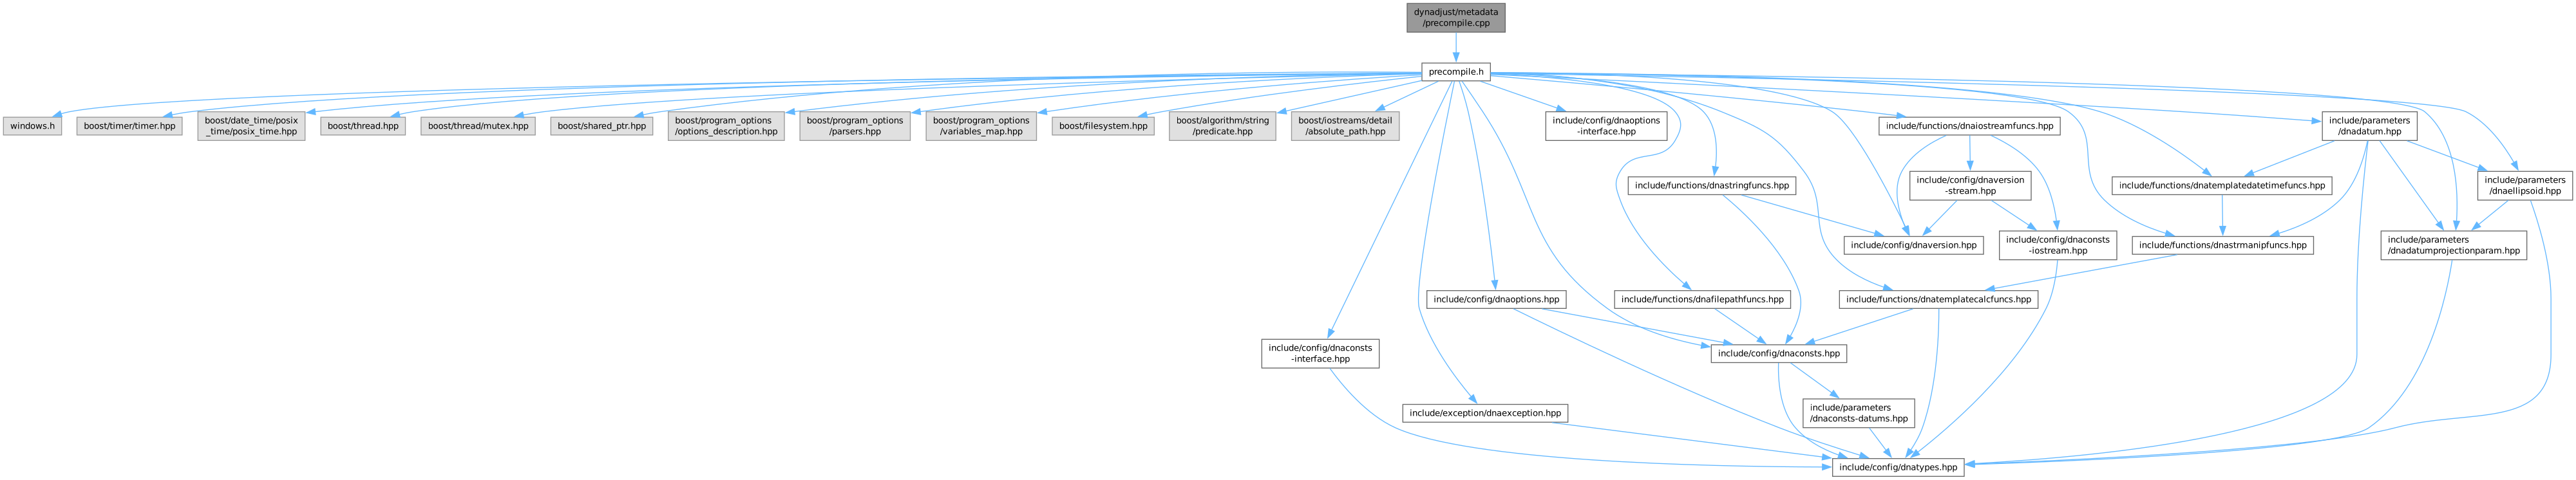 dynadjust/metadata
/precompile.cpp
precompile.h
windows.h
boost/timer/timer.hpp
boost/date_time/posix
_time/posix_time.hpp
boost/thread.hpp
boost/thread/mutex.hpp
boost/shared_ptr.hpp
boost/program_options
/options_description.hpp
boost/program_options
/parsers.hpp
boost/program_options
/variables_map.hpp
boost/filesystem.hpp
boost/algorithm/string
/predicate.hpp
boost/iostreams/detail
/absolute_path.hpp
include/config/dnaoptions
-interface.hpp
include/functions/dnaiostreamfuncs.hpp
include/parameters
/dnadatum.hpp
include/functions/dnastringfuncs.hpp
include/config/dnaversion
-stream.hpp
include/functions/dnatemplatedatetimefuncs.hpp
include/parameters
/dnaellipsoid.hpp
include/config/dnaversion.hpp
include/config/dnaconsts
-iostream.hpp
include/functions/dnastrmanipfuncs.hpp
include/parameters
/dnadatumprojectionparam.hpp
include/config/dnaoptions.hpp
include/functions/dnafilepathfuncs.hpp
include/functions/dnatemplatecalcfuncs.hpp
include/config/dnaconsts
-interface.hpp
include/config/dnaconsts.hpp
include/exception/dnaexception.hpp
include/parameters
/dnaconsts-datums.hpp
include/config/dnatypes.hpp